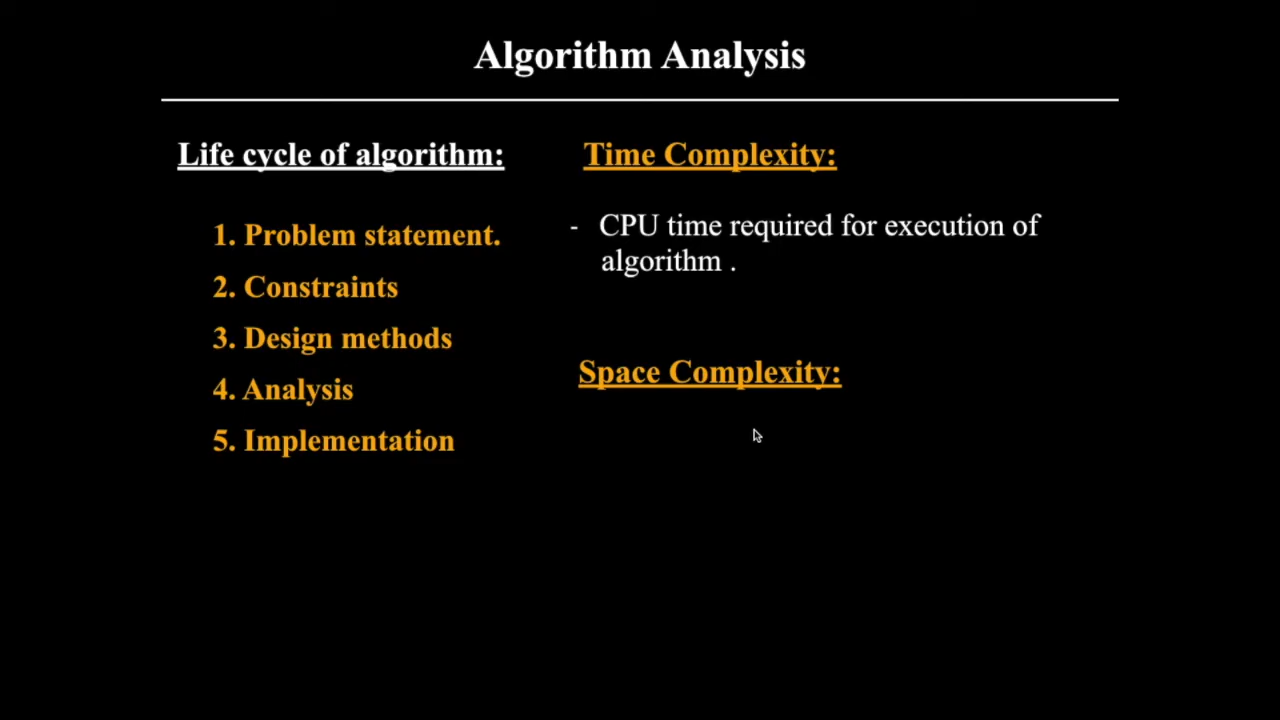 Algorithm Analysis
Life cycle of algorithm:
1. Problem statement.
2. Constraints
3. Design methods
4. Analysis
5. Implementation
Time Complexity:
- CPU time required for execution of
algorithm .
Space Complexity: